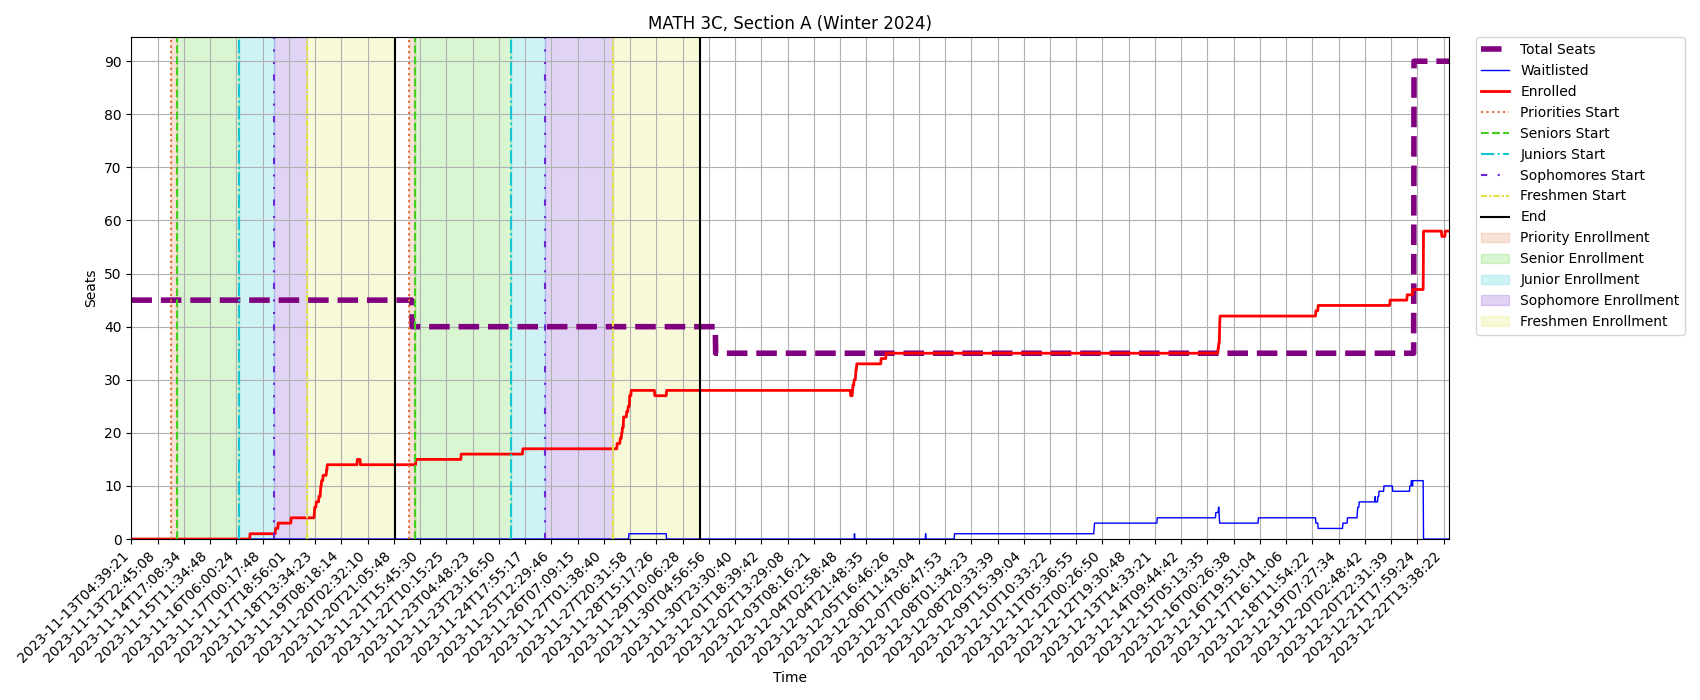 MATH 3C, Section A (Winter 2024)
90
80
70
60
50
40
30
20
10
0
Seats
2023-11-13T04:39:21
2023-11-13T22:45:08
2023-11-14T17:08:34
2023-11-15T11:34:48
2023-11-16T06:00:24
2023-11-17T00:17:48
2023-11-17T18:56:01
2023-11-18T13:34:23
2023-11-19T08:18:14
2023-11-20T02:32:10
2023-11-20T21:05:48
2023-11-21T15:45:30
2023-11-22T10:15:25
2023-11-23T04:48:23
2023-11-23T23:16:50
2023-11-24T17:55:17
2023-11-25T12:29:46
2023-11-26T07:09:15
2023-11-27T01:38:40
2023-11-27T20:31:58
2023-11-28T15:17:26
2023-11-29T10:06:28
2023-11-30T04:56:56
2023-11-30T23:30:40
2023-12-01T18:39:42
2023-12-02T13:29:08
2023-12-03T08:16:21
2023-12-04T02:58:48
2023-12-04T21:48:35
2023-12-05T16:46:26
2023-12-06T11:43:04
2023-12-07T06:47:53
2023-12-08T01:34:23
2023-12-08T20:33:39
2023-12-09T15:39:04
2023-12-10T10:33:22
2023-12-11T05:36:55
2023-12-12T00:26:50
2023-12-12T19:30:48
2023-12-13T14:33:21
2023-12-14T09:44:42
2023-12-15T05:13:35
2023-12-16T00:26:38
2023-12-16T19:51:04
2023-12-17T16:11:06
2023-12-18T11:54:22
2023-12-19T07:27:34
2023-12-20T02:48:42
2023-12-20T22:31:39
2023-12-21T17:59:24
2023-12-22T13:38:22
Time
Total Seats
Waitlisted
Enrolled
Priorities Start
Seniors Start
Juniors Start
Sophomores Start
Freshmen Start
End
Priority Enrollment
Senior Enrollment
Junior Enrollment
Sophomore Enrollment
Freshmen Enrollment